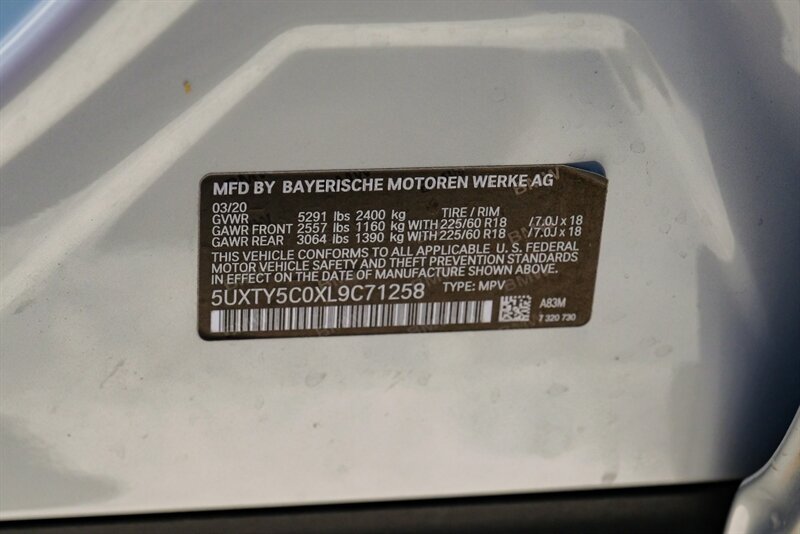 MFD BY BAYERISCHE MOTOREN WERKE AG
03/20
GVWR 5291 lbs 2400 kg TIRE / RIM
GAWR FRONT 2557 lbs 1160 kg WITH 225/60 R18 /7.0J x 18
GAWR REAR 3064 lbs 1390 kg WITH 225/60 R18 /7.0J x 18
THIS VEHICLE CONFORMS TO ALL APPLICABLE U. S. FEDERAL
MOTOR VEHICLE SAFETY AND THEFT PREVENTION STANDARDS
IN EFFECT ON THE DATE OF MANUFACTURE SHOWN ABOVE.
5UXTY5C0XL9C71258 TYPE: MPV
A83M
7 320 730